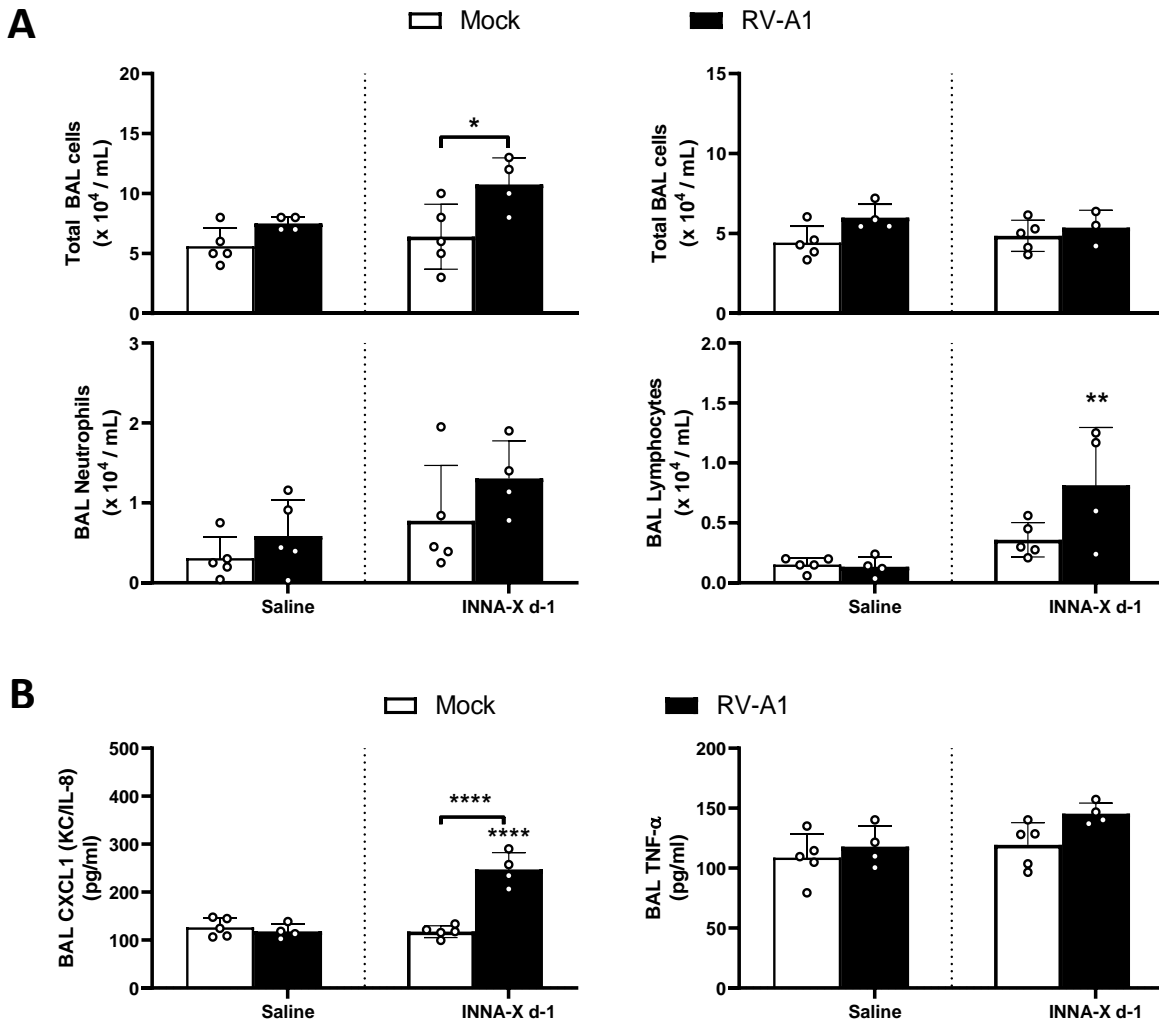 A
Mock
RV-A1
Total BAL cells
(x 10⁴ / mL)
20
15
10
5
0
*
Total BAL cells
(x 10⁴ / mL)
15
10
5
0
BAL Neutrophils
(x 10⁴ / mL)
3
2
1
0
Saline
INNA-X d-1
BAL Lymphocytes
(x 10⁴ / mL)
2.0
1.5
1.0
0.5
0.0
**
Saline
INNA-X d-1
B
Mock
RV-A1
BAL CXCL1 (KC/IL-8)
(pg/ml)
500
400
300
200
100
0
****
****
Saline
INNA-X d-1
BAL TNF-α
(pg/ml)
200
150
100
50
0
Saline
INNA-X d-1